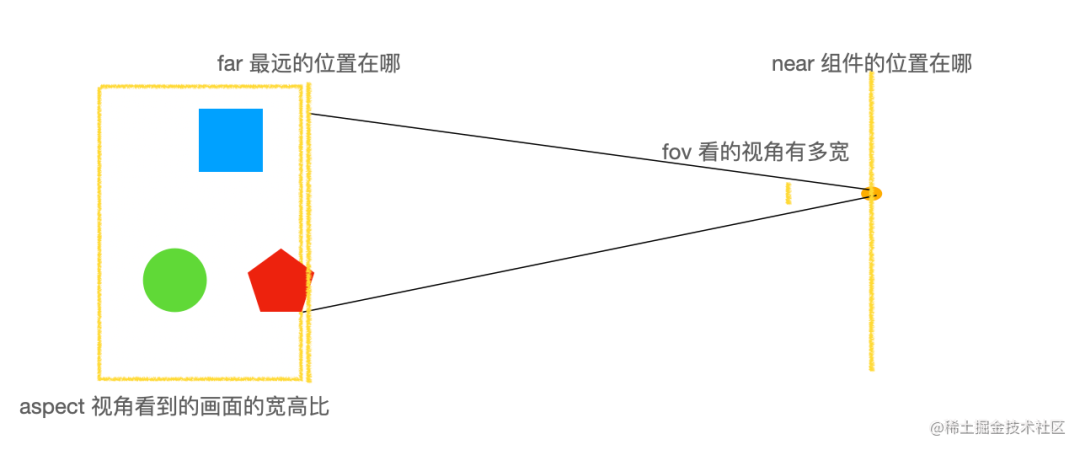 far 最远的位置在哪
near 组件的位置在哪
fov 看的视角有多宽
aspect 视角看到的画面的宽高比
@稀土掘金技术社区